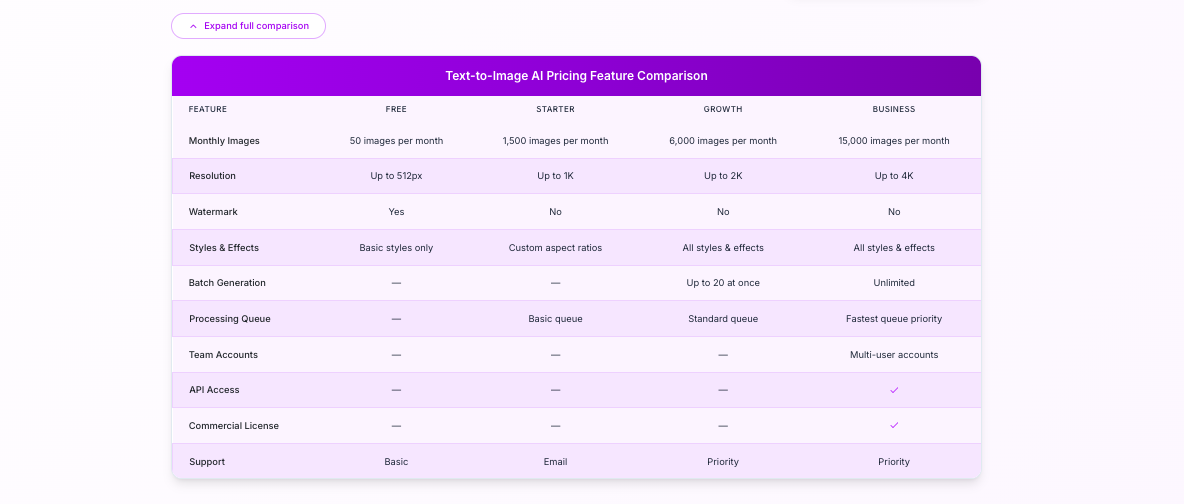 Expand full comparison
Text-to-Image AI Pricing Feature Comparison
FEATURE FREE STARTER GROWTH BUSINESS
Monthly Images 50 images per month 1,500 images per month 6,000 images per month 15,000 images per month
Resolution Up to 512px Up to 1K Up to 2K Up to 4K
Watermark Yes No No No
Styles & Effects Basic styles only Custom aspect ratios All styles & effects All styles & effects
Batch Generation — — Up to 20 at once Unlimited
Processing Queue — Basic queue Standard queue Fastest queue priority
Team Accounts — — — Multi-user accounts
API Access — — — ✓
Commercial License — — — ✓
Support Basic Email Priority Priority